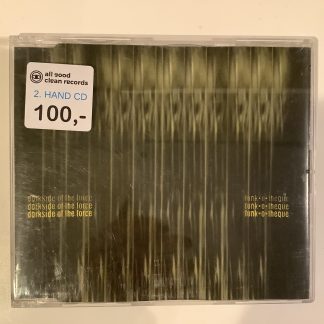 all good
clean records
2. HAND CD
100,-
darkside of the force
darkside of the force
darkside of the force
funk•o•theque
funk•o•theque
funk•o•theque